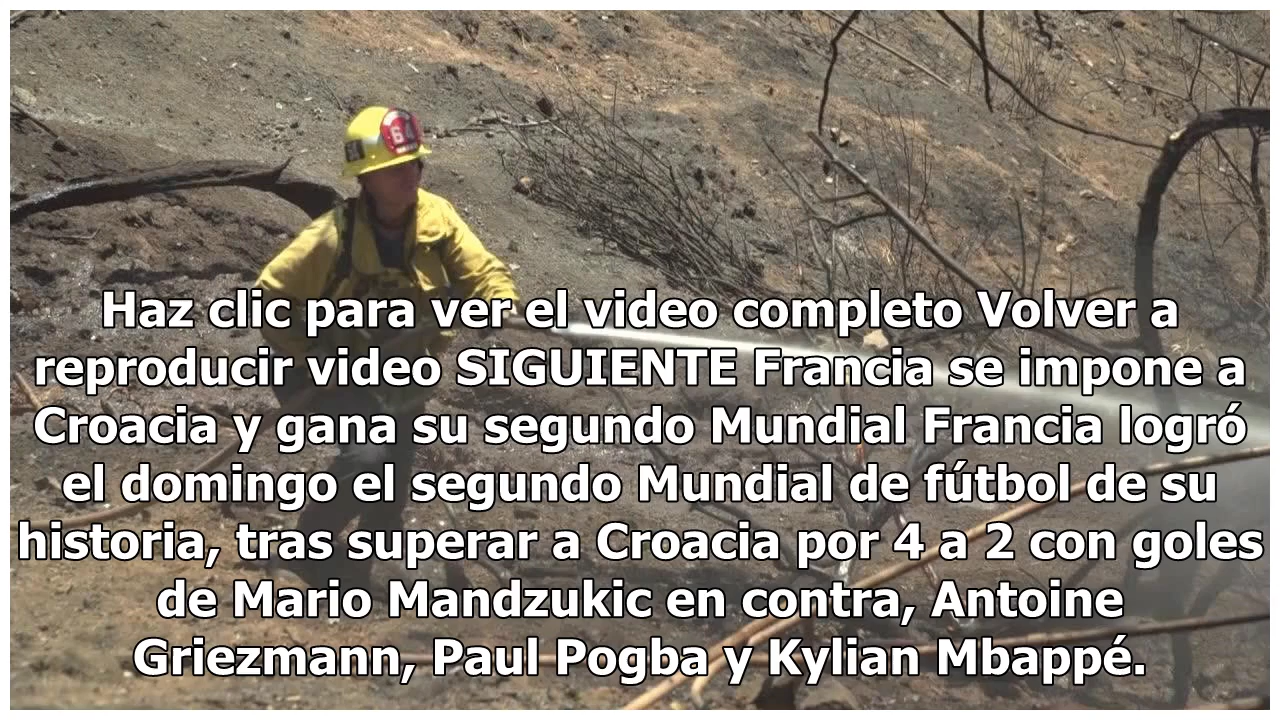 64
Haz clic para ver el video completo Volver a
reproducir video SIGUIENTE Francia se impone a
Croacia y gana su segundo Mundial Francia logró
el domingo el segundo Mundial de fútbol de su
historia, tras superar a Croacia por 4 a 2 con goles
de Mario Mandzukic en contra, Antoine
Griezmann, Paul Pogba y Kylian Mbappé.